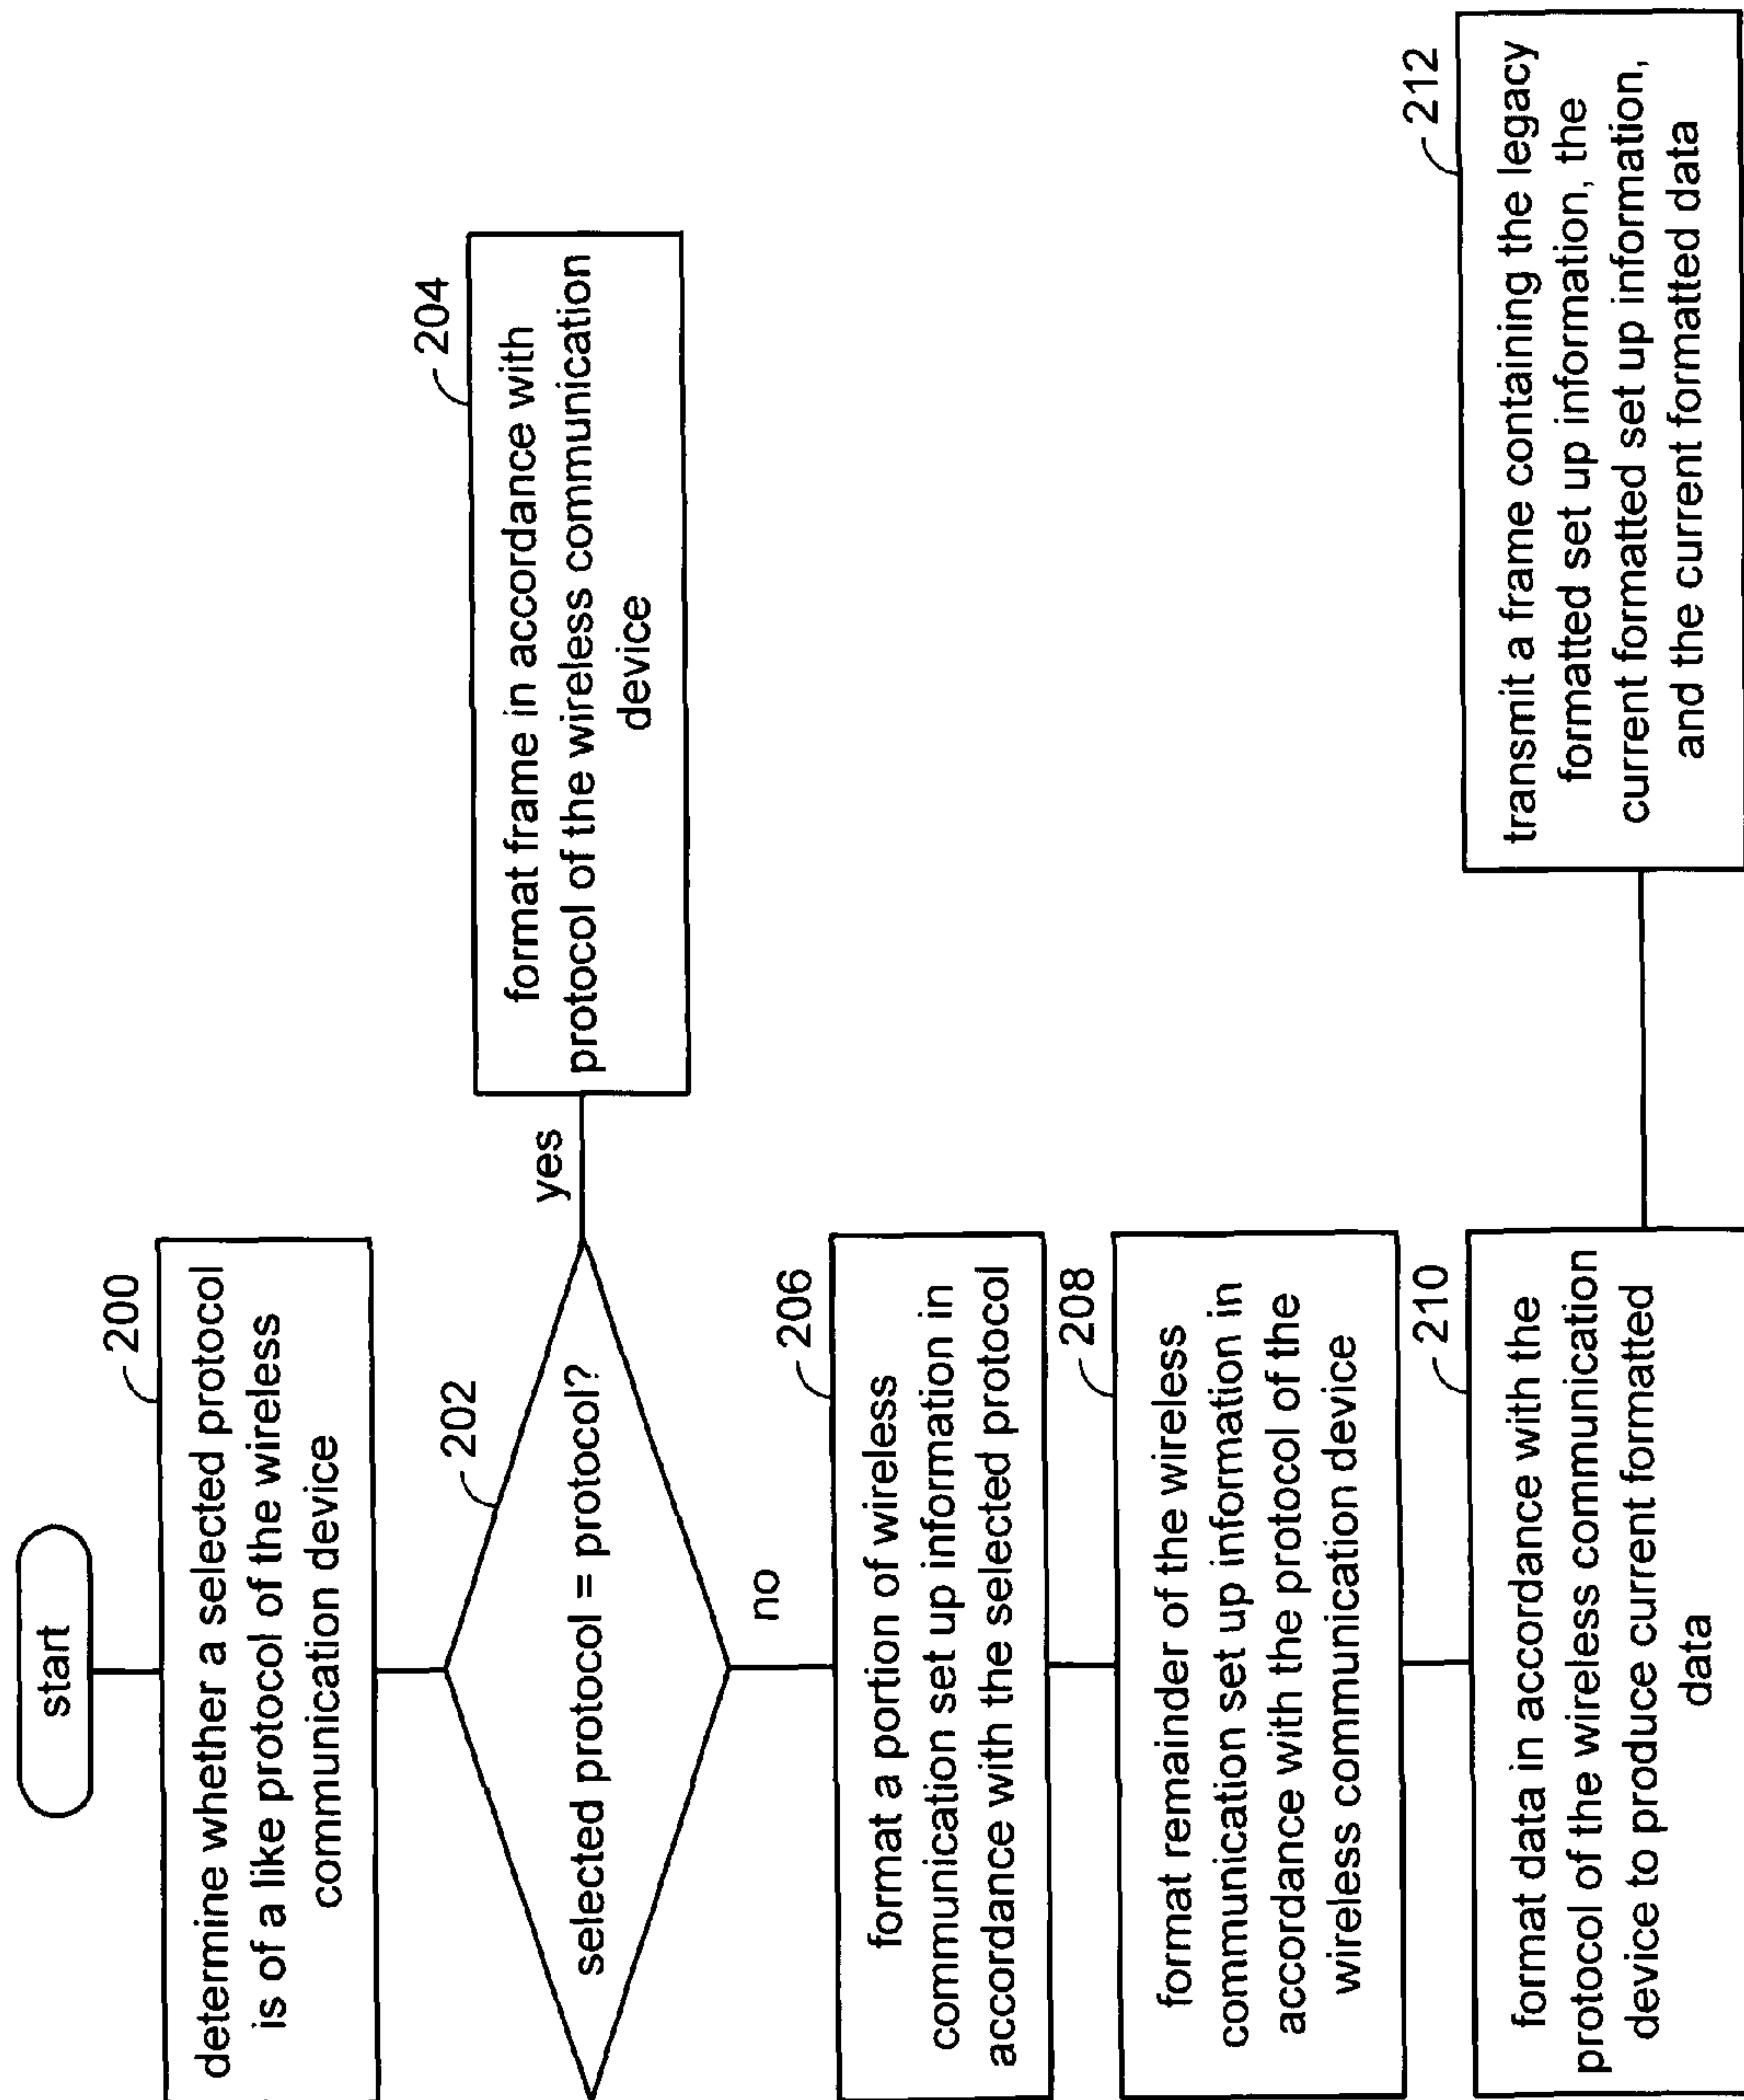 start
200
determine whether a selected protocol
is of a like protocol of the wireless
communication device
202
selected protocol = protocol?
yes
204
format frame in accordance with
protocol of the wireless communication
device
no
206
format a portion of wireless
communication set up information in
accordance with the selected protocol
208
format remainder of the wireless
communication set up information in
accordance with the protocol of the
wireless communication device
210
format data in accordance with the
protocol of the wireless communication
device to produce current formatted
data
212
transmit a frame containing the legacy
formatted set up information, the
current formatted set up information,
and the current formatted data